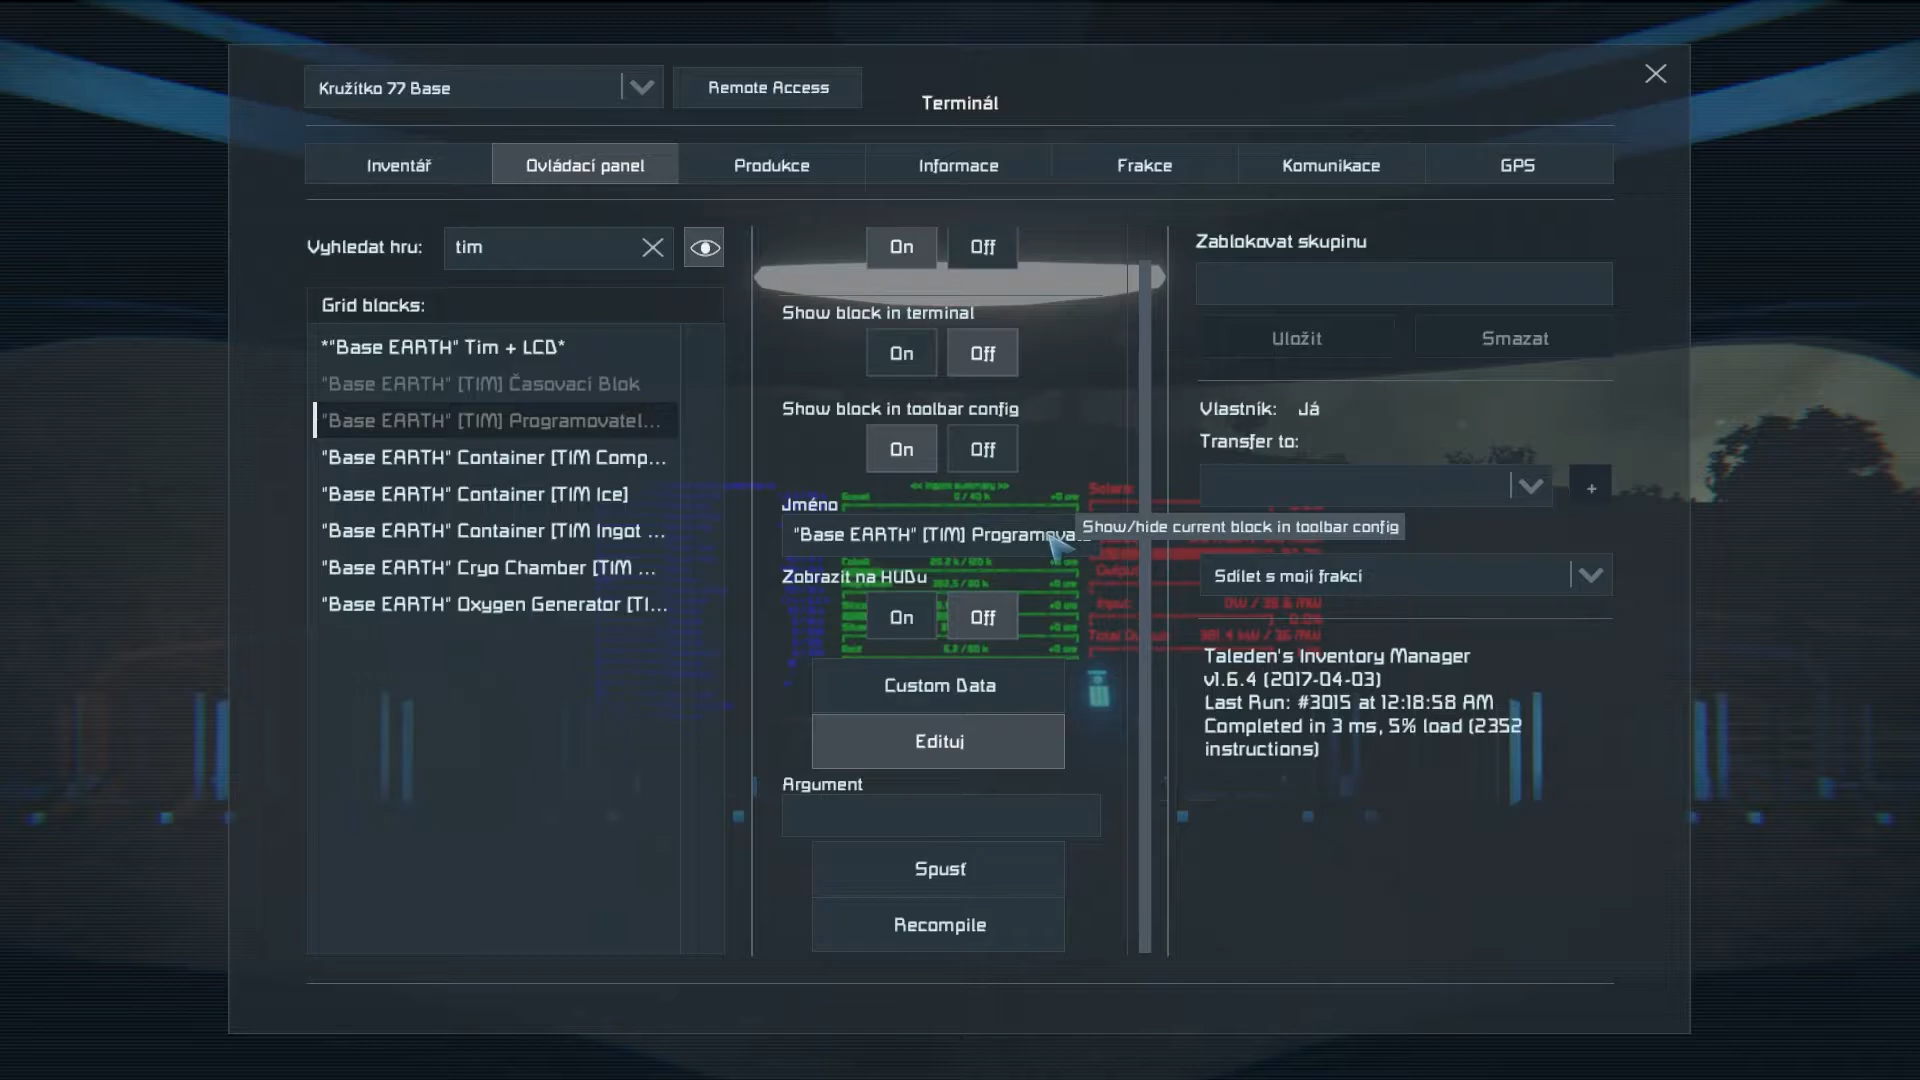 Kružítko 77 Base
Remote Access
Terminál
Inventář
Ovládací panel
Produkce
Informace
Frakce
Komunikace
GPS
Vyhledat hru:
tim
Grid blocks:
*"Base EARTH" Tim + LCD*
"Base EARTH" [TIM] Časovací Blok
"Base EARTH" [TIM] Programovatel...
"Base EARTH" Container [TIM Comp...
"Base EARTH" Container [TIM Ice]
"Base EARTH" Container [TIM Ingot ...
"Base EARTH" Cryo Chamber [TIM ...
"Base EARTH" Oxygen Generator [TI...
On
Off
Show block in terminal
On
Off
Show block in toolbar config
On
Off
<< Ingot summary >>
0 / 40 k
Jméno
"Base EARTH" [TIM] Programova
Show/hide current block in toolbar config
Zobrazit na HUDu
On
Off
Custom Data
Edituj
Argument
Spusť
Recompile
Zablokovat skupinu
Uložit
Smazat
Vlastník: Já
Transfer to:
+
Sdílet s mojí frakcí
Taleden's Inventory Manager
v1.6.4 (2017-04-03)
Last Run: #3015 at 12:18:58 AM
Completed in 3 ms, 5% load (2352
instructions)